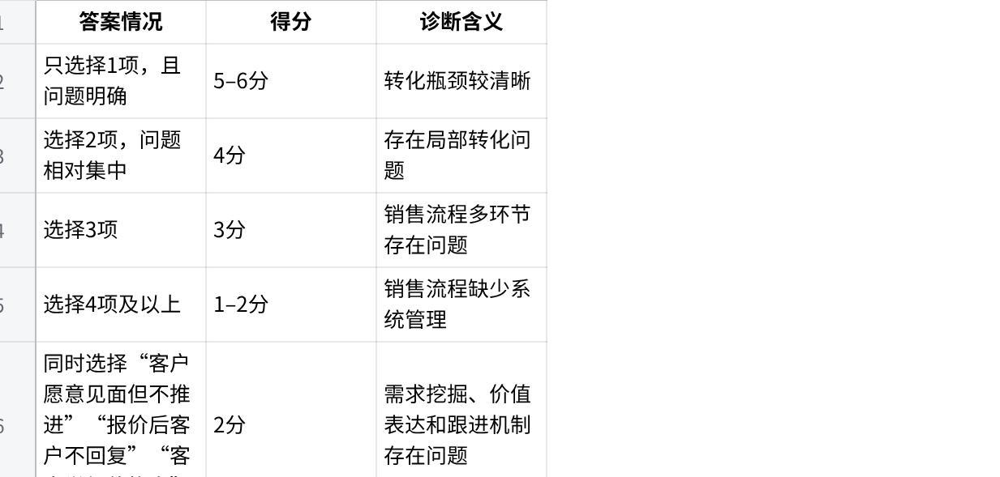 答案情况 得分 诊断含义
只选择1项，且
问题明确
5–6分
转化瓶颈较清晰
选择2项，问题
相对集中
4分
存在局部转化问
题
选择3项
3分
销售流程多环节
存在问题
选择4项及以上
1–2分
销售流程缺少系
统管理
同时选择“客户
愿意见面但不推
进”“报价后客
户不回复”“客
2分
需求挖掘、价值
表达和跟进机制
存在问题